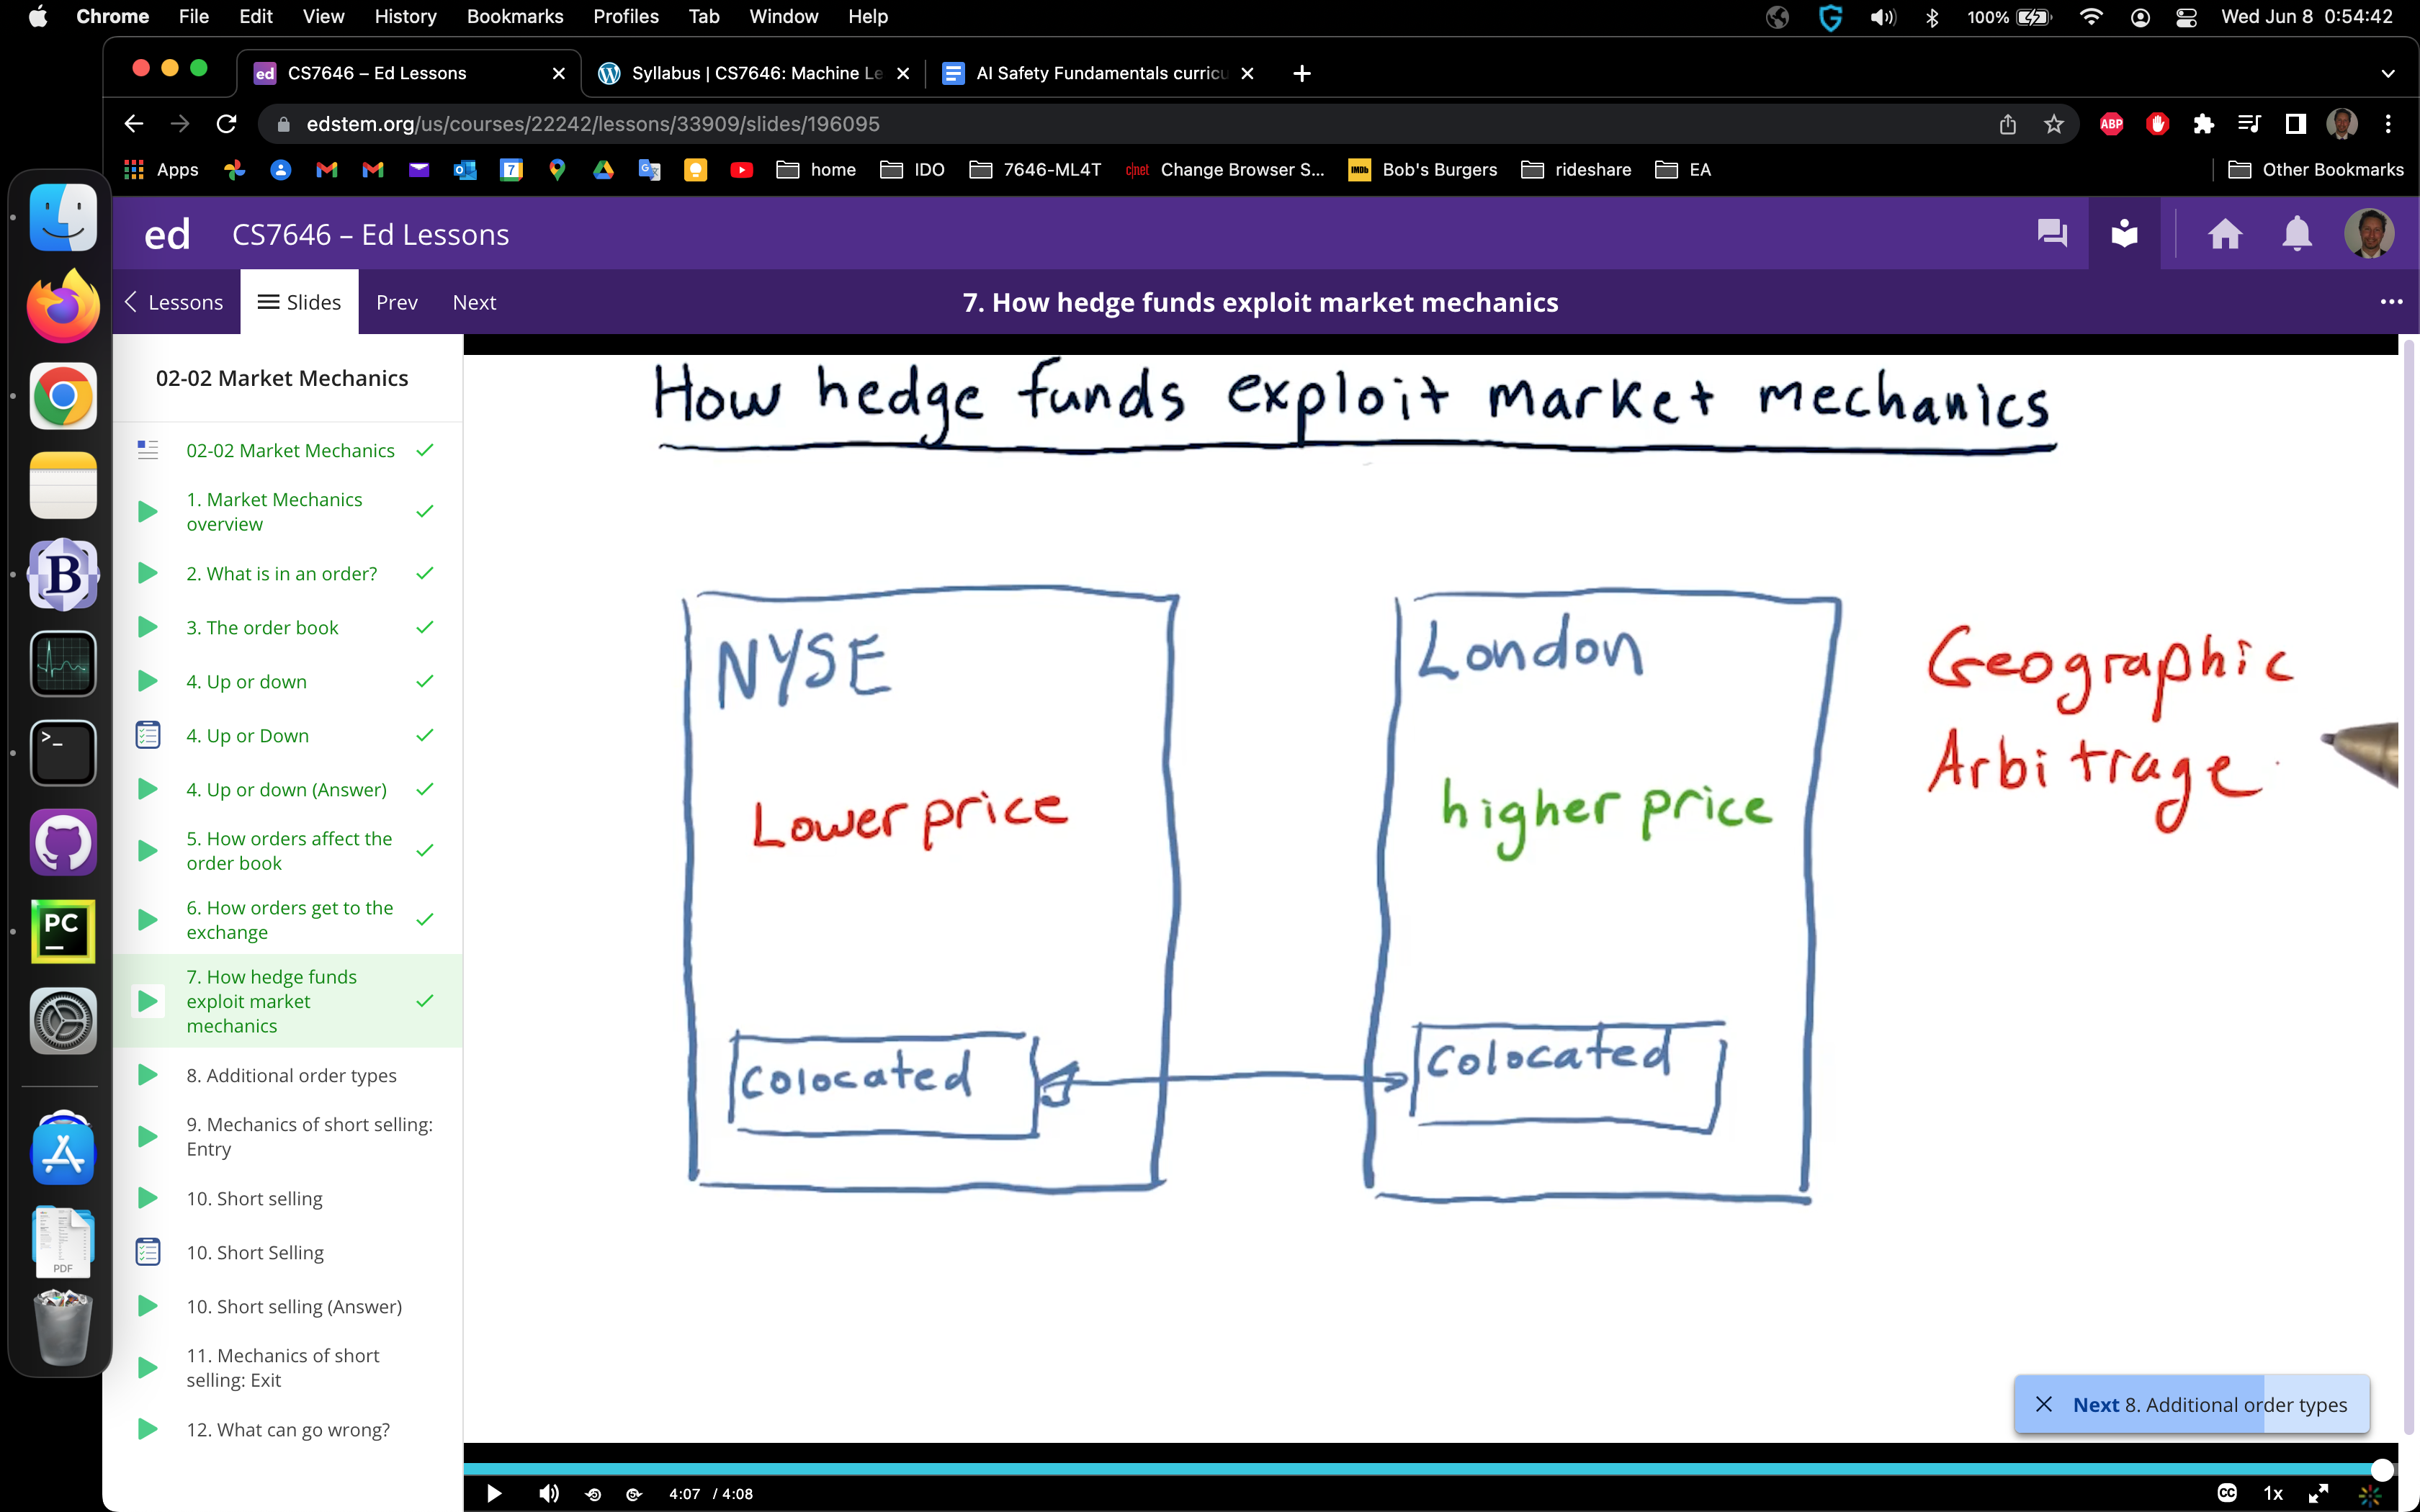 Chrome File Edit View History Bookmarks Profiles Tab Window Help 100% Wed Jun 8 0:54:42
ed CS7646 – Ed Lessons Syllabus | CS7646: Machine Le AI Safety Fundamentals curricu
edstem.org/us/courses/22242/lessons/33909/slides/196095 ABP
Apps 7 home IDO 7646-ML4T c|net Change Browser S... IMDb Bob's Burgers rideshare EA Other Bookmarks
ed CS7646 – Ed Lessons
Lessons Slides Prev Next 7. How hedge funds exploit market mechanics
02-02 Market Mechanics
02-02 Market Mechanics
1. Market Mechanics
overview
2. What is in an order?
3. The order book
4. Up or down
4. Up or Down
4. Up or down (Answer)
5. How orders affect the
order book
6. How orders get to the
exchange
7. How hedge funds
exploit market
mechanics
8. Additional order types
9. Mechanics of short selling:
Entry
10. Short selling
10. Short Selling
10. Short selling (Answer)
11. Mechanics of short
selling: Exit
12. What can go wrong?
How hedge funds exploit market mechanics
NYSE
Lower price
colocated
London
higher price
colocated
Geographic
Arbitrage
Next 8. Additional order types
4:07 / 4:08 CC 1x
B
>_
PC
PDF